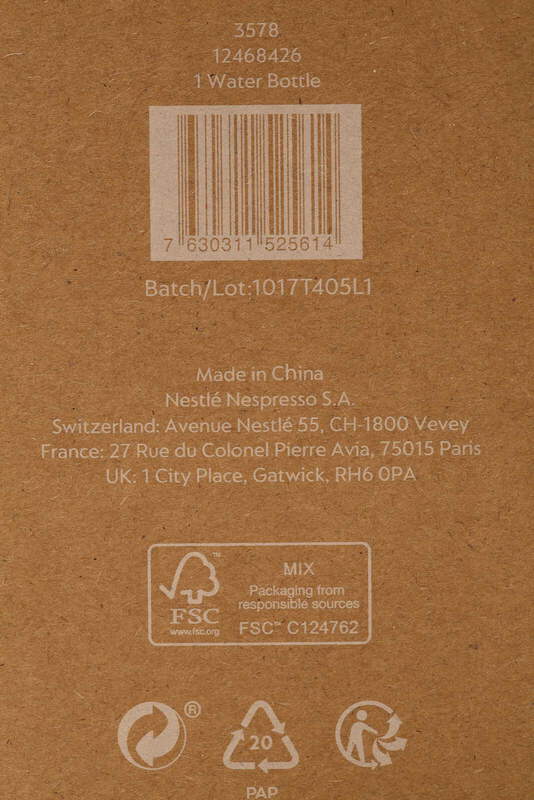 3578
12468426
1 Water Bottle
7 630311 525614
Batch/Lot:1017T405L1
Made in China
Nestlé Nespresso S.A.
Switzerland: Avenue Nestlé 55, CH-1800 Vevey
France: 27 Rue du Colonel Pierre Avia, 75015 Paris
UK: 1 City Place, Gatwick, RH6 0PA
™
MIX
Packaging from
responsible sources
FSC
www.fsc.org
FSC™ C124762
®
20
PAP